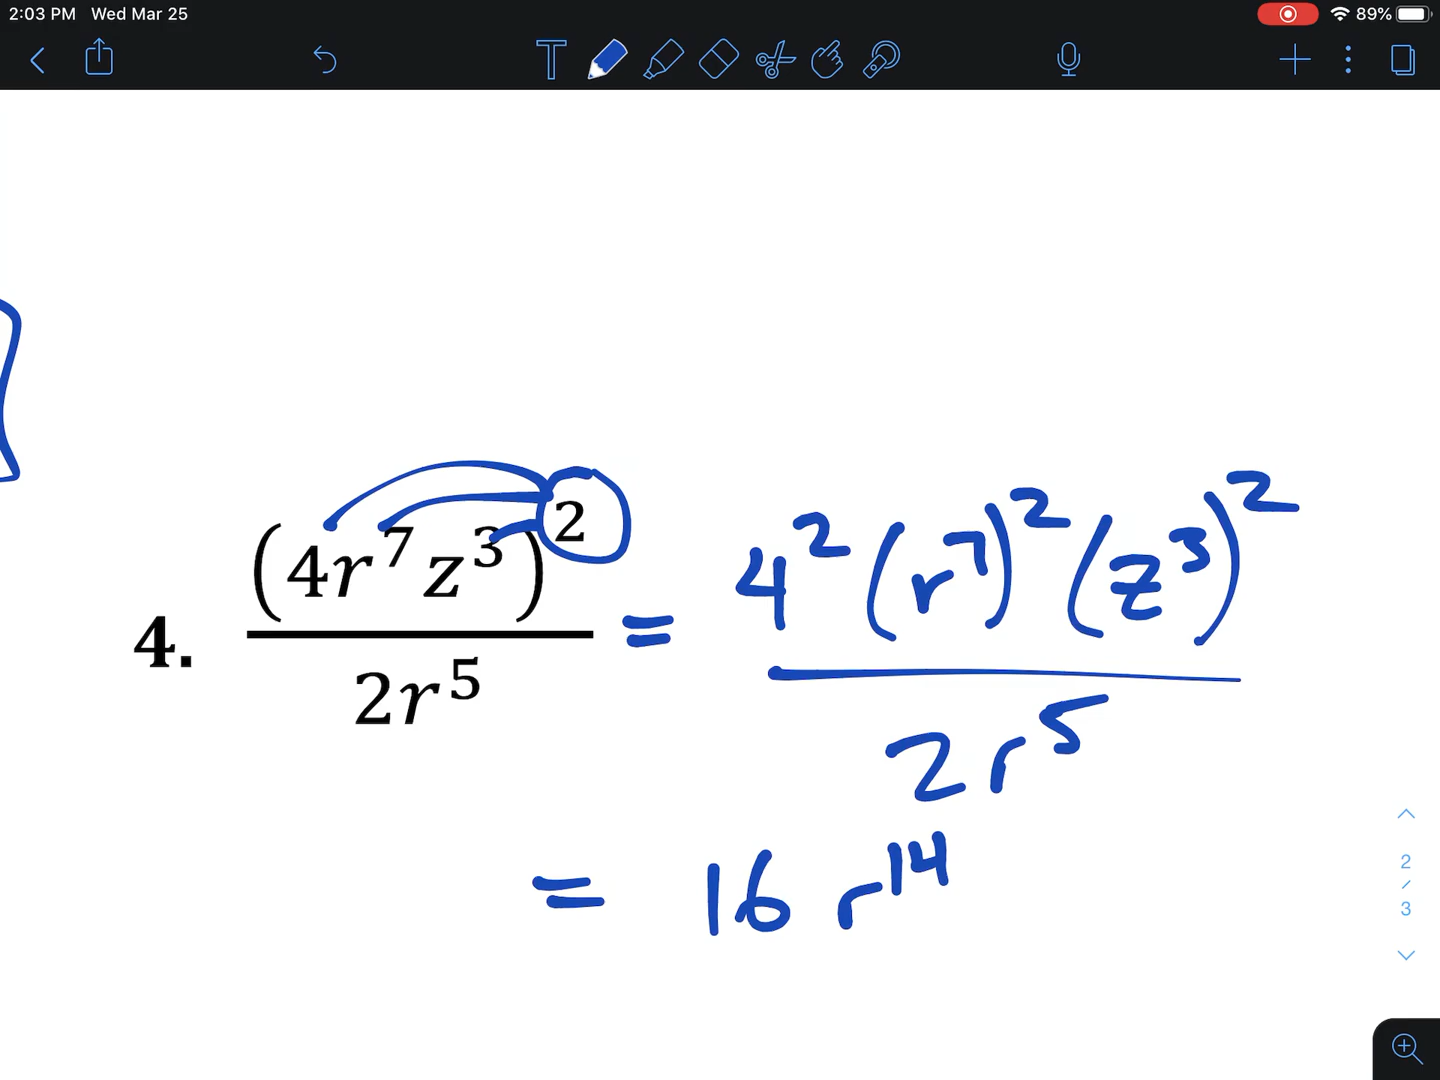 2:03 PM Wed Mar 25 89%
T
4. (4r⁷z³)² / 2r⁵ = 4²(r⁷)²(z³)² / 2r⁵
= 16 r¹⁴
2
/
3